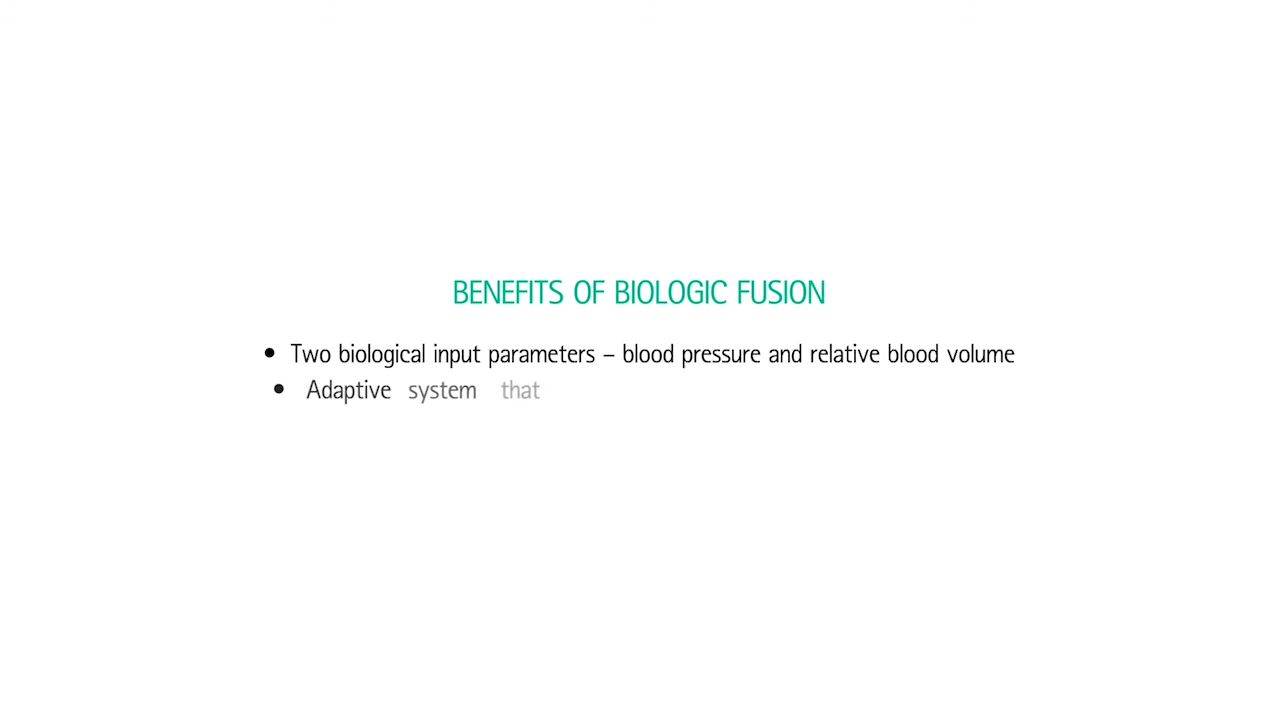 BENEFITS OF BIOLOGIC FUSION
• Two biological input parameters – blood pressure and relative blood volume
• Adaptive system that